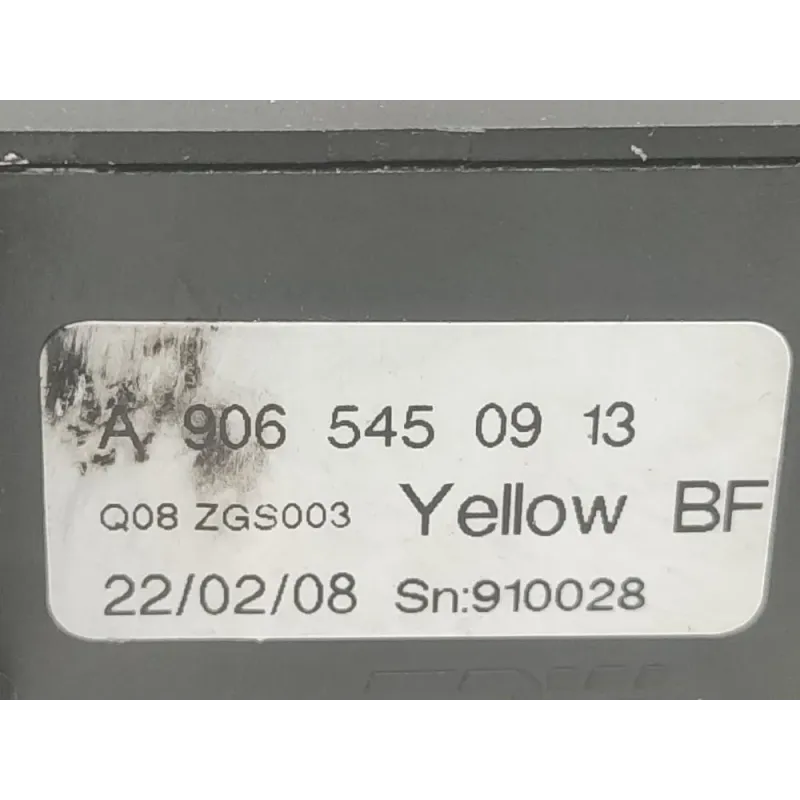 A 906 545 09 13
Q08 ZGS003 Yellow BF
22/02/08 Sn:910028